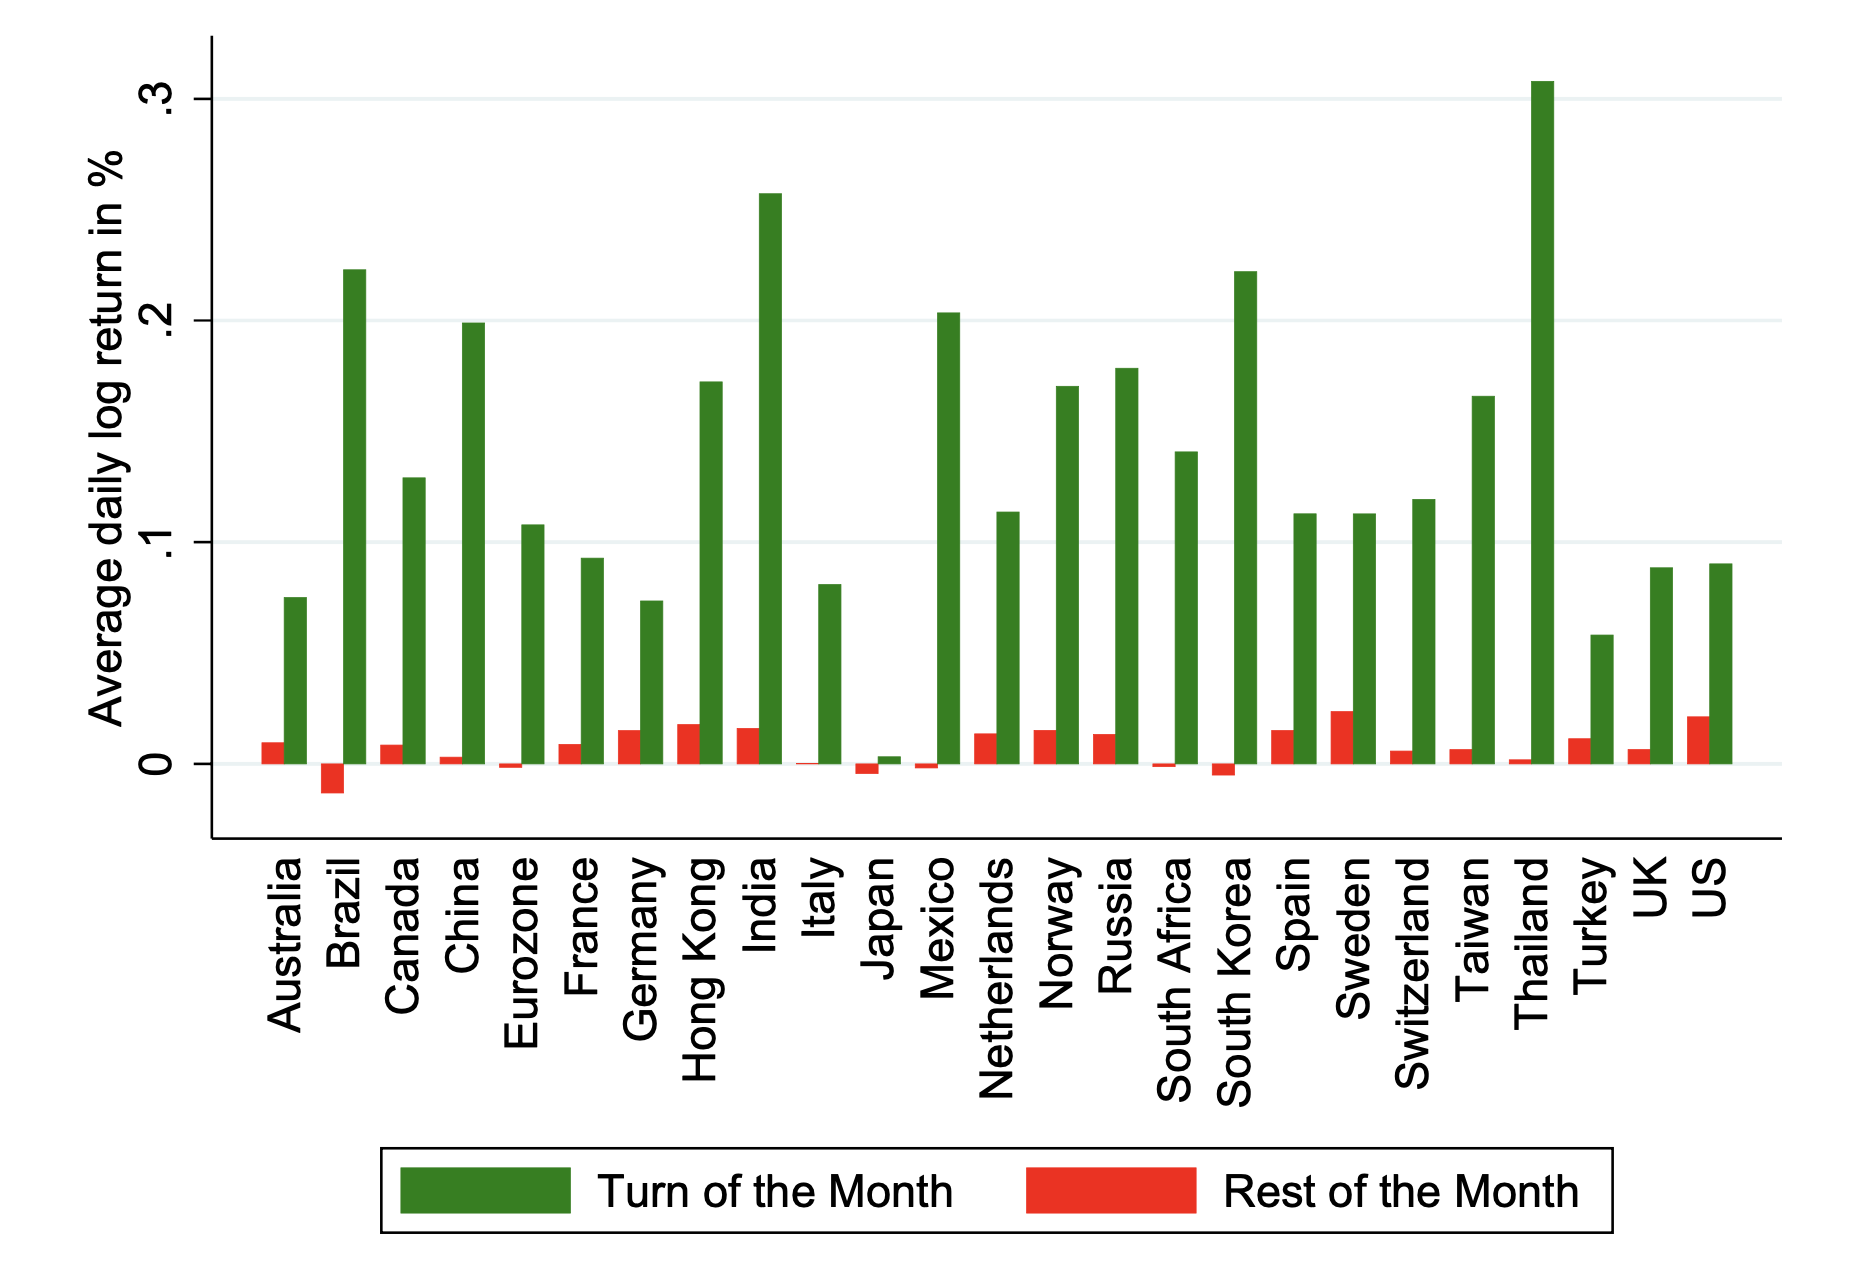 Average daily log return in %
.3
.2
.1
0
Australia
Brazil
Canada
China
Eurozone
France
Germany
Hong Kong
India
Italy
Japan
Mexico
Netherlands
Norway
Russia
South Africa
South Korea
Spain
Sweden
Switzerland
Taiwan
Thailand
Turkey
UK
US
Turn of the Month
Rest of the Month